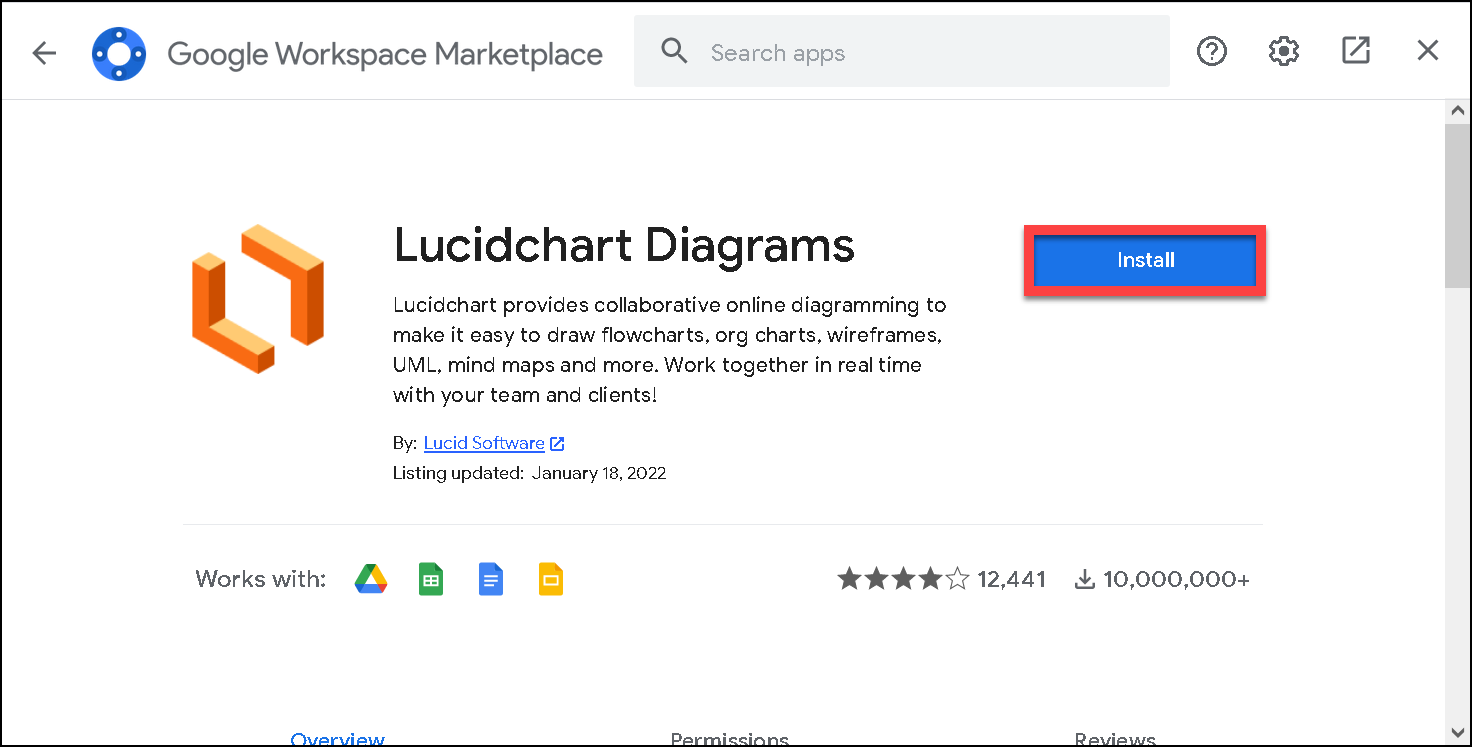 Google Workspace Marketplace
Search apps
Lucidchart Diagrams
Install
Lucidchart provides collaborative online diagramming to
make it easy to draw flowcharts, org charts, wireframes,
UML, mind maps and more. Work together in real time
with your team and clients!
By: Lucid Software
Listing updated: January 18, 2022
Works with:
12,441
10,000,000+
Overview
Permissions
Reviews